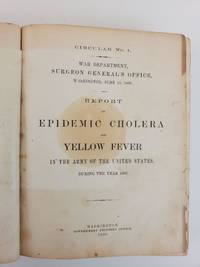 CIRCULAR No. 1.
WAR DEPARTMENT,
SURGEON GENERAL'S OFFICE,
WASHINGTON, JUNE 10, 1868.
REPORT
ON
EPIDEMIC CHOLERA
AND
YELLOW FEVER
IN THE ARMY OF THE UNITED STATES,
DURING THE YEAR 1867.
WASHINGTON:
GOVERNMENT PRINTING OFFICE.
1868.